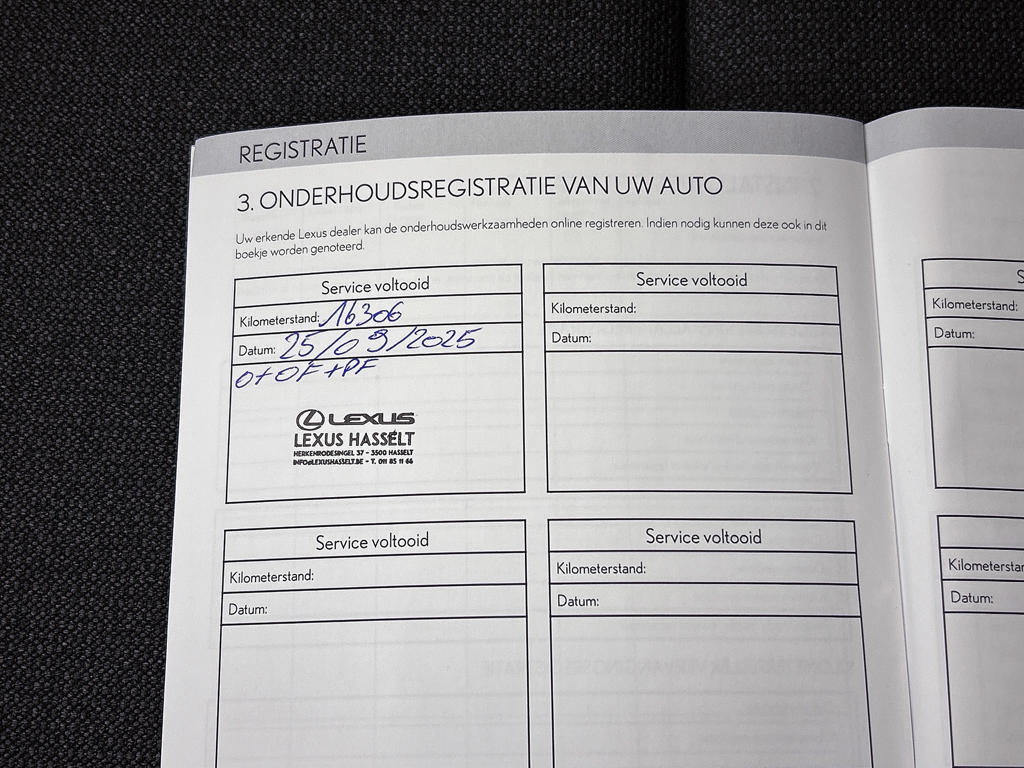 REGISTRATIE
3. ONDERHOUDSREGISTRATIE VAN UW AUTO
Uw erkende Lexus dealer kan de onderhoudswerkzaamheden online registreren. Indien nodig kunnen deze ook in dit
boekje worden genoteerd.
Service voltooid
Kilometerstand: 16306
Datum: 25/09/2025
O+OF+PF
LEXUS
LEXUS HASSELT
HERKENRODESINGEL 37 - 3500 HASSELT
INFO@LEXUSHASSELT.BE - T. 011 85 11 66
Service voltooid
Kilometerstand:
Datum:
Service voltooid
Kilometerstand:
Datum:
Service voltooid
Kilometerstand:
Datum:
Kilometerstand:
Datum:
Datum: